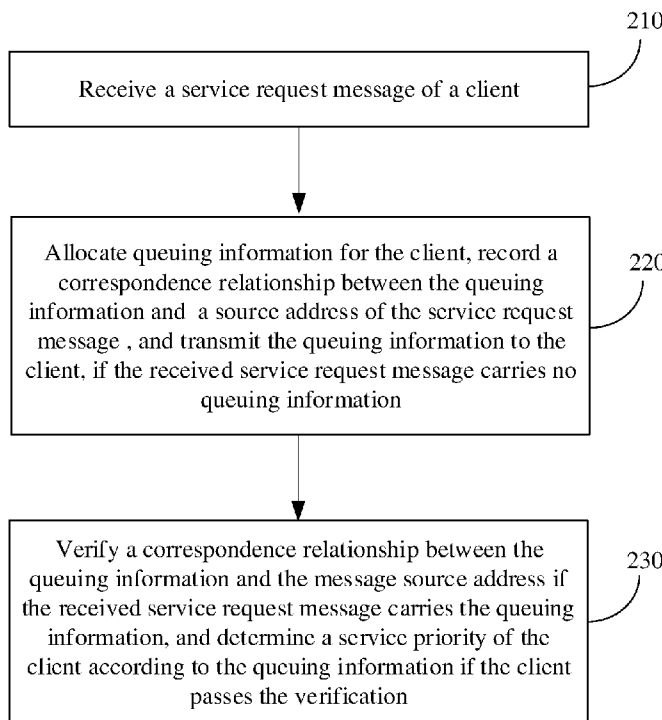 210
Receive a service request message of a client
Allocate queuing information for the client, record a
correspondence relationship between the queuing
information and a source address of the service request
message , and transmit the queuing information to the
client, if the received service request message carries no
queuing information
220
Verify a correspondence relationship between the
queuing information and the message source address if
the received service request message carries the queuing
information, and determine a service priority of the
client according to the queuing information if the client
passes the verification
230